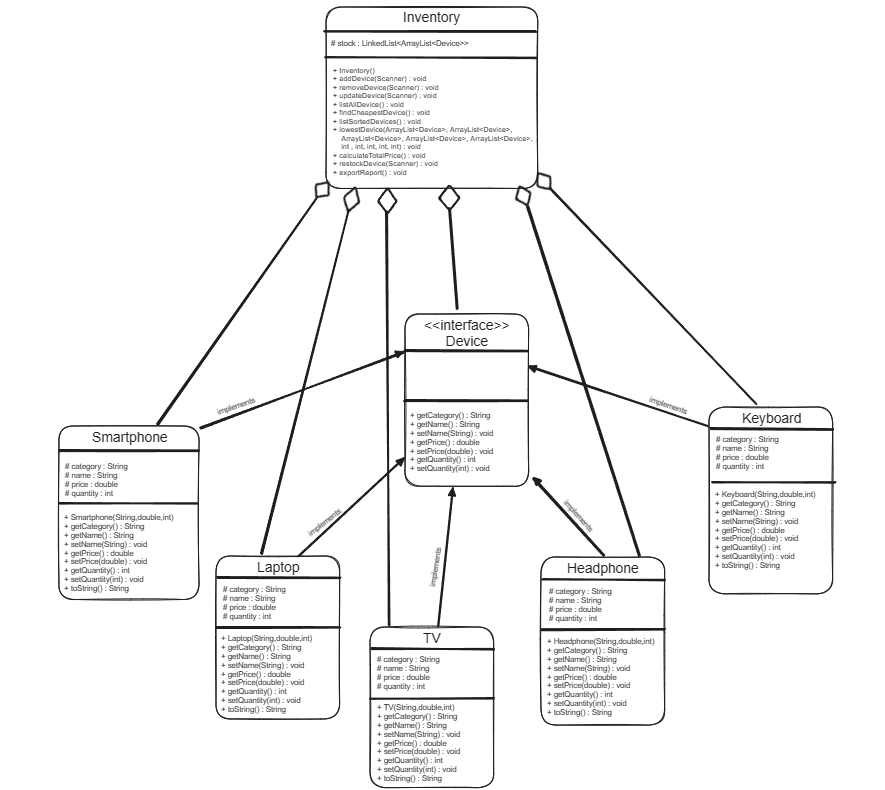 Inventory
# stock : LinkedList<ArrayList<Device>>
+ Inventory()
+ addDevice(Scanner) : void
+ removeDevice(Scanner) : void
+ updateDevice(Scanner) : void
+ listAllDevice() : void
+ findCheapestDevice() : void
+ listSortedDevices() : void
+ lowestDevice(ArrayList<Device>, ArrayList<Device>,
ArrayList<Device>, ArrayList<Device>, ArrayList<Device>,
int , int, int, int, int) : void
+ calculateTotalPrice() : void
+ restockDevice(Scanner) : void
+ exportReport() : void
<<interface>>
Device
+ getCategory() : String
+ getName() : String
+ setName(String) : void
+ getPrice() : double
+ setPrice(double) : void
+ getQuantity() : int
+ setQuantity(int) : void
implements
implements
implements
implements
implements
Smartphone
# category : String
# name : String
# price : double
# quantity : int
+ Smartphone(String,double,int)
+ getCategory() : String
+ getName() : String
+ setName(String) : void
+ getPrice() : double
+ setPrice(double) : void
+ getQuantity() : int
+ setQuantity(int) : void
+ toString() : String
Laptop
# category : String
# name : String
# price : double
# quantity : int
+ Laptop(String,double,int)
+ getCategory() : String
+ getName() : String
+ setName(String) : void
+ getPrice() : double
+ setPrice(double) : void
+ getQuantity() : int
+ setQuantity(int) : void
+ toString() : String
TV
# category : String
# name : String
# price : double
# quantity : int
+ TV(String,double,int)
+ getCategory() : String
+ getName() : String
+ setName(String) : void
+ getPrice() : double
+ setPrice(double) : void
+ getQuantity() : int
+ setQuantity(int) : void
+ toString() : String
Headphone
# category : String
# name : String
# price : double
# quantity : int
+ Headphone(String,double,int)
+ getCategory() : String
+ getName() : String
+ setName(String) : void
+ getPrice() : double
+ setPrice(double) : void
+ getQuantity() : int
+ setQuantity(int) : void
+ toString() : String
Keyboard
# category : String
# name : String
# price : double
# quantity : int
+ Keyboard(String,double,int)
+ getCategory() : String
+ getName() : String
+ setName(String) : void
+ getPrice() : double
+ setPrice(double) : void
+ getQuantity() : int
+ setQuantity(int) : void
+ toString() : String